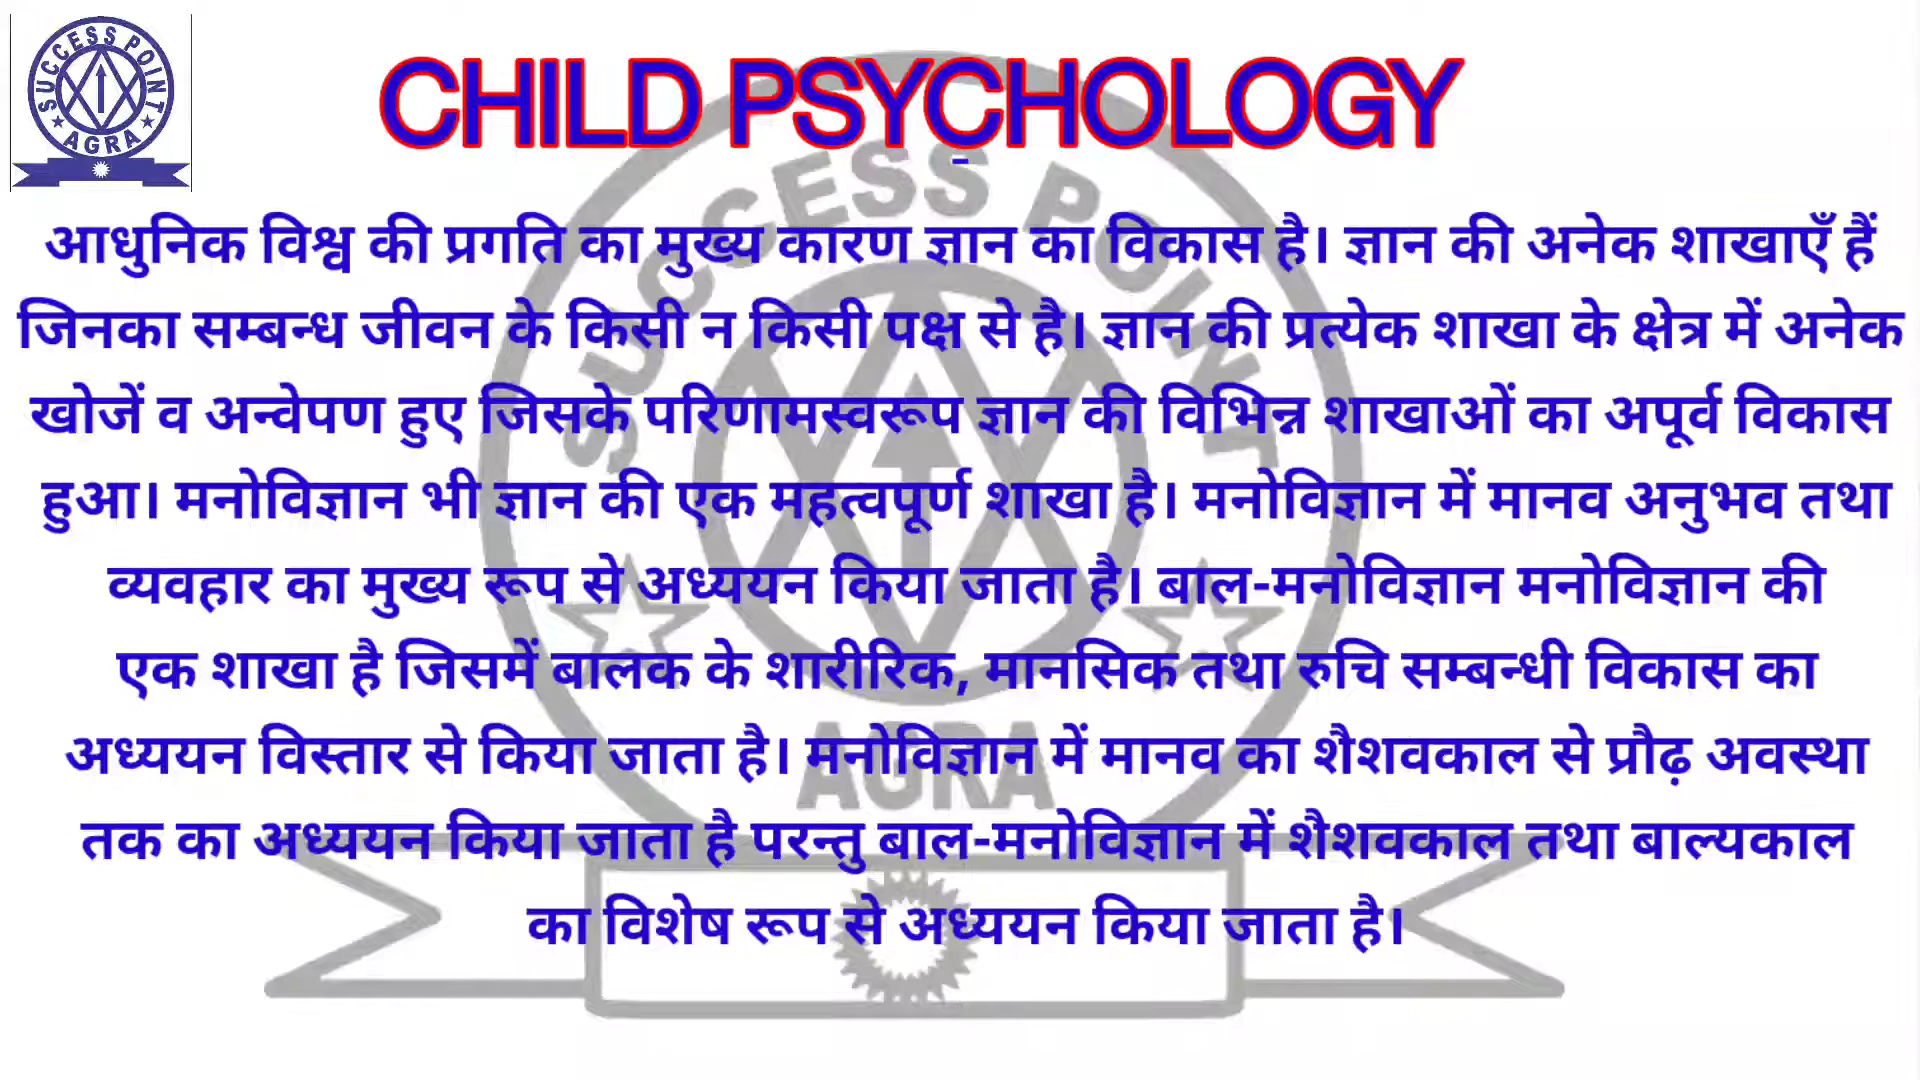 SUCCESS POINT
AGRA
CHILD PSYCHOLOGY
-
आधुनिक विश्व की प्रगति का मुख्य कारण ज्ञान का विकास है। ज्ञान की अनेक शाखाएँ हैं
जिनका सम्बन्ध जीवन के किसी न किसी पक्ष से है। ज्ञान की प्रत्येक शाखा के क्षेत्र में अनेक
खोजें व अन्वेपण हुए जिसके परिणामस्वरूप ज्ञान की विभिन्न शाखाओं का अपूर्व विकास
हुआ। मनोविज्ञान भी ज्ञान की एक महत्वपूर्ण शाखा है। मनोविज्ञान में मानव अनुभव तथा
व्यवहार का मुख्य रूप से अध्ययन किया जाता है। बाल-मनोविज्ञान मनोविज्ञान की
एक शाखा है जिसमें बालक के शारीरिक, मानसिक तथा रुचि सम्बन्धी विकास का
अध्ययन विस्तार से किया जाता है। मनोविज्ञान में मानव का शैशवकाल से प्रौढ़ अवस्था
तक का अध्ययन किया जाता है परन्तु बाल-मनोविज्ञान में शैशवकाल तथा बाल्यकाल
का विशेष रूप से अध्ययन किया जाता है।
SUCCESS POINT
AGRA